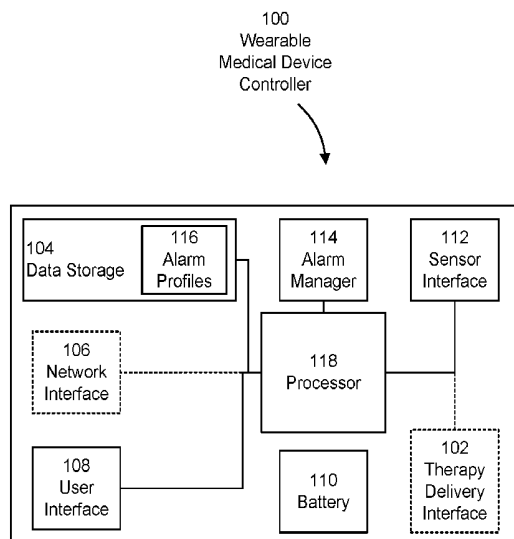 100
Wearable
Medical Device
Controller
104
Data Storage
116
Alarm
Profiles
114
Alarm
Manager
112
Sensor
Interface
106
Network
Interface
118
Processor
108
User
Interface
110
Battery
102
Therapy
Delivery
Interface